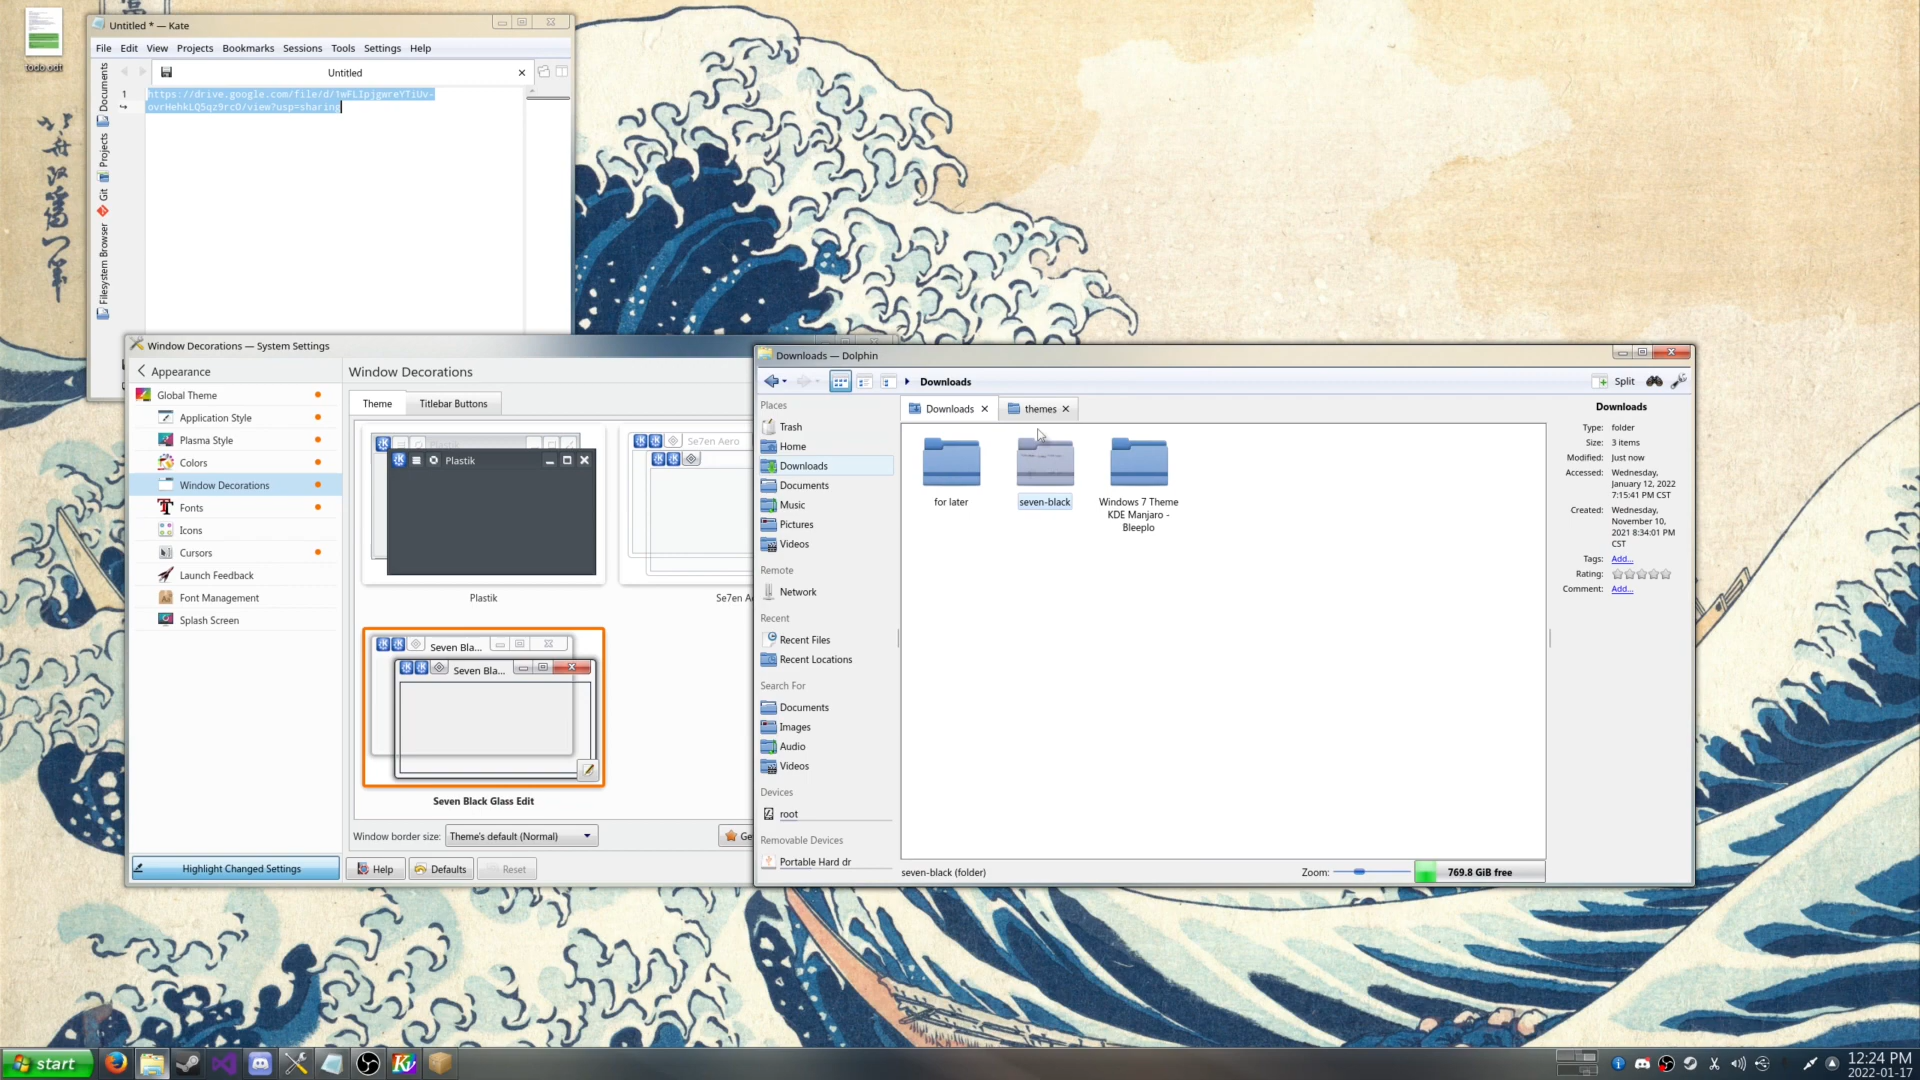 todo.odt
Untitled * — Kate
File Edit View Projects Bookmarks Sessions Tools Settings Help
Documents
Projects
Git
Filesystem Browser
Untitled
1
https://drive.google.com/file/d/1wFLIpjgwreYTiUv-
ovrHehkLQ5qz9rcO/view?usp=sharing
Window Decorations — System Settings
Appearance
Global Theme
Application Style
Plasma Style
Colors
Window Decorations
Fonts
Icons
Cursors
Launch Feedback
Font Management
Splash Screen
Highlight Changed Settings
Window Decorations
Theme
Titlebar Buttons
Plastik
Plastik
Se7en Aero
Seven Bla...
Seven Bla...
Seven Black Glass Edit
Window border size: Theme's default (Normal)
Help
Defaults
Reset
Downloads — Dolphin
Downloads
Split
Places
Trash
Home
Downloads
Documents
Music
Pictures
Videos
Remote
Network
Recent
Recent Files
Recent Locations
Search For
Documents
Images
Audio
Videos
Devices
root
Removable Devices
Portable Hard dr
Downloads
themes
for later
seven-black
Windows 7 Theme
KDE Manjaro -
Bleeplo
seven-black (folder)
Zoom:
769.8 GiB free
Downloads
Type: folder
Size: 3 items
Modified: Just now
Accessed: Wednesday,
January 12, 2022
7:15:41 PM CST
Created: Wednesday,
November 10,
2021 8:34:01 PM
CST
Tags: Add...
Rating:
Comment: Add...
start
12:24 PM
2022-01-17